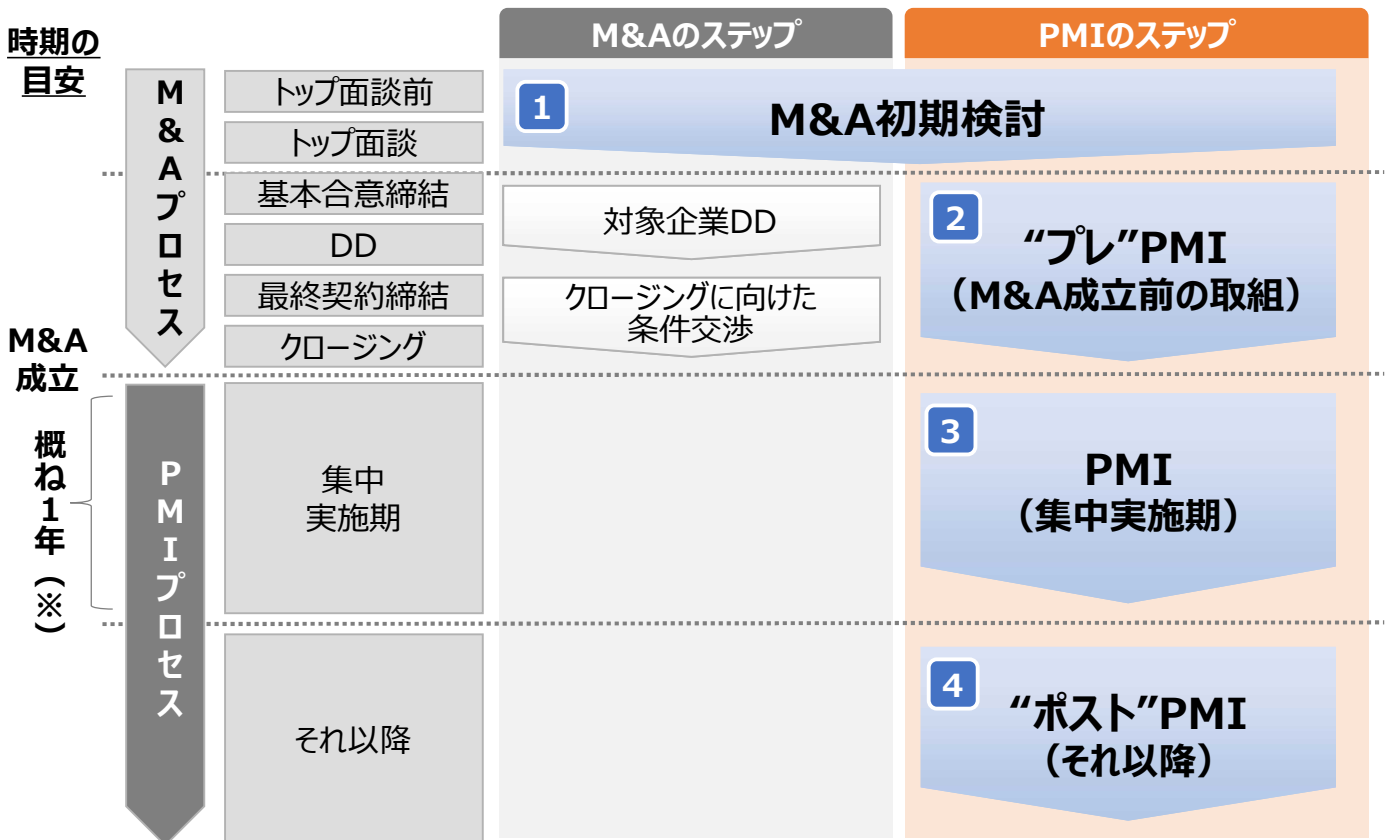 時期の
目安
M&Aのステップ
PMIのステップ
M&Aプロセス
トップ面談前
トップ面談
1
M&A初期検討
基本合意締結
DD
最終契約締結
クロージング
対象企業DD
クロージングに向けた
条件交渉
2
“プレ”PMI
(M&A成立前の取組)
M&A
成立
概ね1年(※)
PMIプロセス
集中
実施期
3
PMI
(集中実施期)
それ以降
4
“ポスト”PMI
(それ以降)